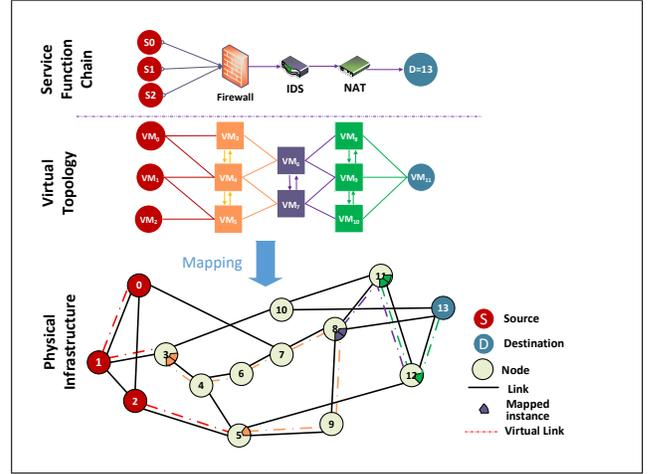 Service
Function
Chain
S0
S1
S2
Firewall
IDS
NAT
D=13
Virtual
Topology
VM0
VM1
VM2
VM3
VM4
VM5
VM6
VM7
VM8
VM9
VM10
VM11
Mapping
Physical
Infrastructure
0
1
2
3
4
5
6
7
8
9
10
11
12
13
S Source
D Destination
Node
Link
Mapped
instance
Virtual Link